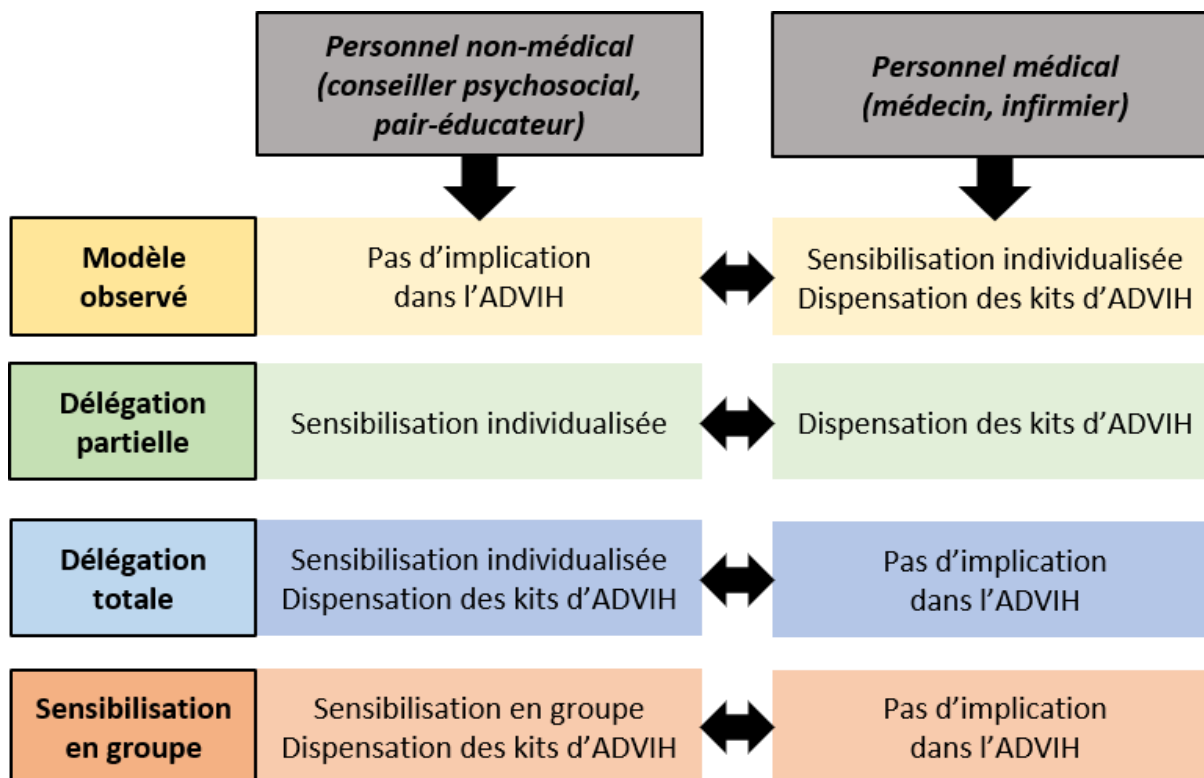 Personnel non-médical
(conseiller psychosocial,
pair-éducateur)
Personnel médical
(médecin, infirmier)
Modèle
observé
Pas d'implication
dans l'ADVIH
Sensibilisation individualisée
Dispensation des kits d'ADVIH
Délégation
partielle
Sensibilisation individualisée
Dispensation des kits d'ADVIH
Délégation
totale
Sensibilisation individualisée
Dispensation des kits d'ADVIH
Pas d'implication
dans l'ADVIH
Sensibilisation
en groupe
Sensibilisation en groupe
Dispensation des kits d'ADVIH
Pas d'implication
dans l'ADVIH